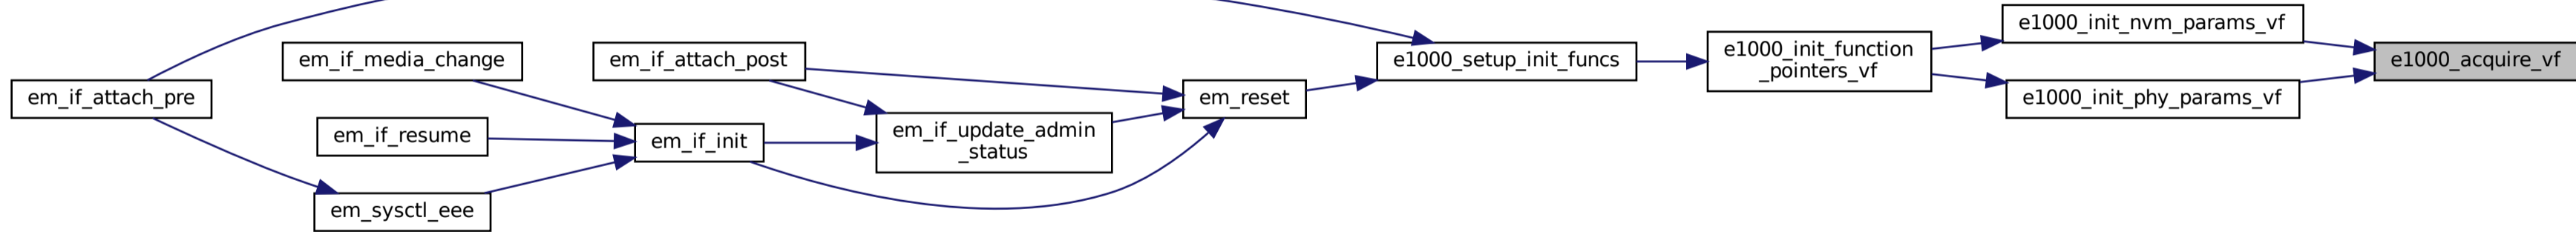 em_if_attach_pre
em_if_media_change
em_if_resume
em_sysctl_eee
em_if_attach_post
em_if_init
em_if_update_admin
_status
em_reset
e1000_setup_init_funcs
e1000_init_function
_pointers_vf
e1000_init_nvm_params_vf
e1000_init_phy_params_vf
e1000_acquire_vf